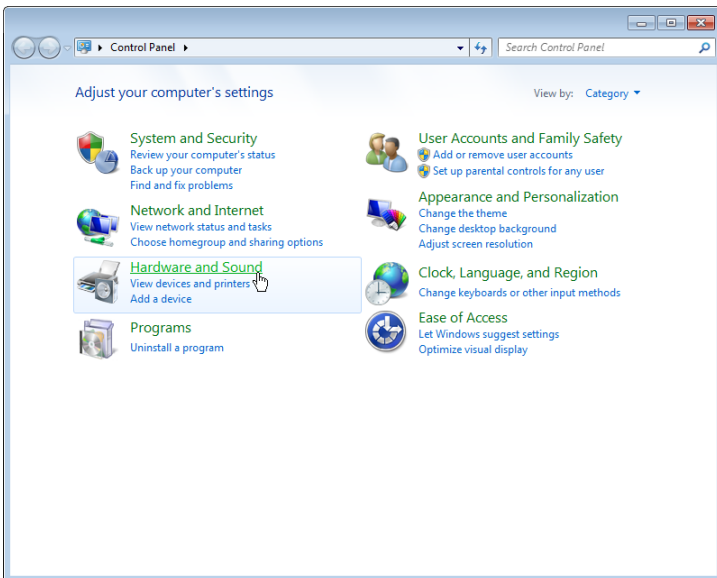 Control Panel
Search Control Panel
Adjust your computer's settings
View by: Category
System and Security
Review your computer's status
Back up your computer
Find and fix problems
Network and Internet
View network status and tasks
Choose homegroup and sharing options
Hardware and Sound
View devices and printers
Add a device
Programs
Uninstall a program
User Accounts and Family Safety
Add or remove user accounts
Set up parental controls for any user
Appearance and Personalization
Change the theme
Change desktop background
Adjust screen resolution
Clock, Language, and Region
Change keyboards or other input methods
Ease of Access
Let Windows suggest settings
Optimize visual display